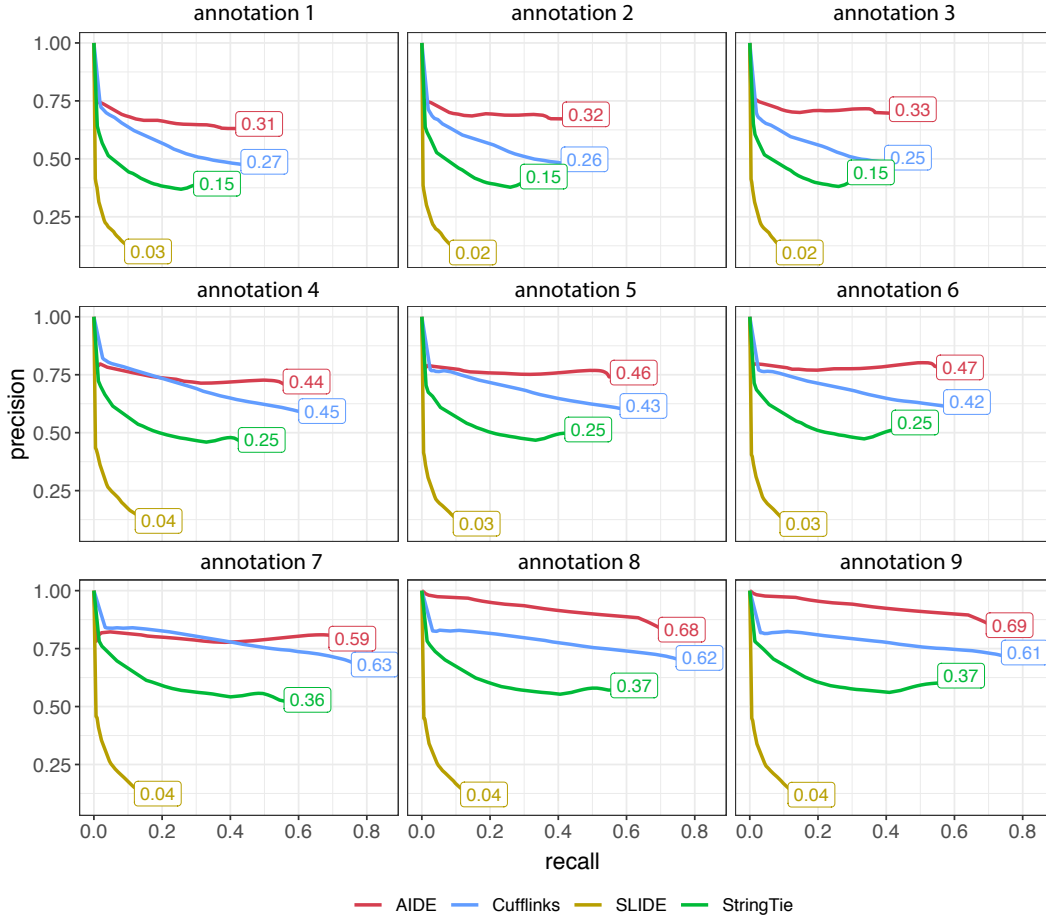 annotation 1 annotation 2 annotation 3
1.00
0.75
0.50
0.25
0.31 0.27 0.15 0.03
0.32 0.26 0.15 0.02
0.33 0.25 0.15 0.02
annotation 4 annotation 5 annotation 6
precision
1.00
0.75
0.50
0.25
0.44 0.45 0.25 0.04
0.46 0.43 0.25 0.03
0.47 0.42 0.25 0.03
annotation 7 annotation 8 annotation 9
1.00
0.75
0.50
0.25
0.59 0.63 0.36 0.04
0.68 0.62 0.37 0.04
0.69 0.61 0.37 0.04
0.0 0.2 0.4 0.6 0.8 0.0 0.2 0.4 0.6 0.8 0.0 0.2 0.4 0.6 0.8
recall
AIDE Cufflinks SLIDE StringTie